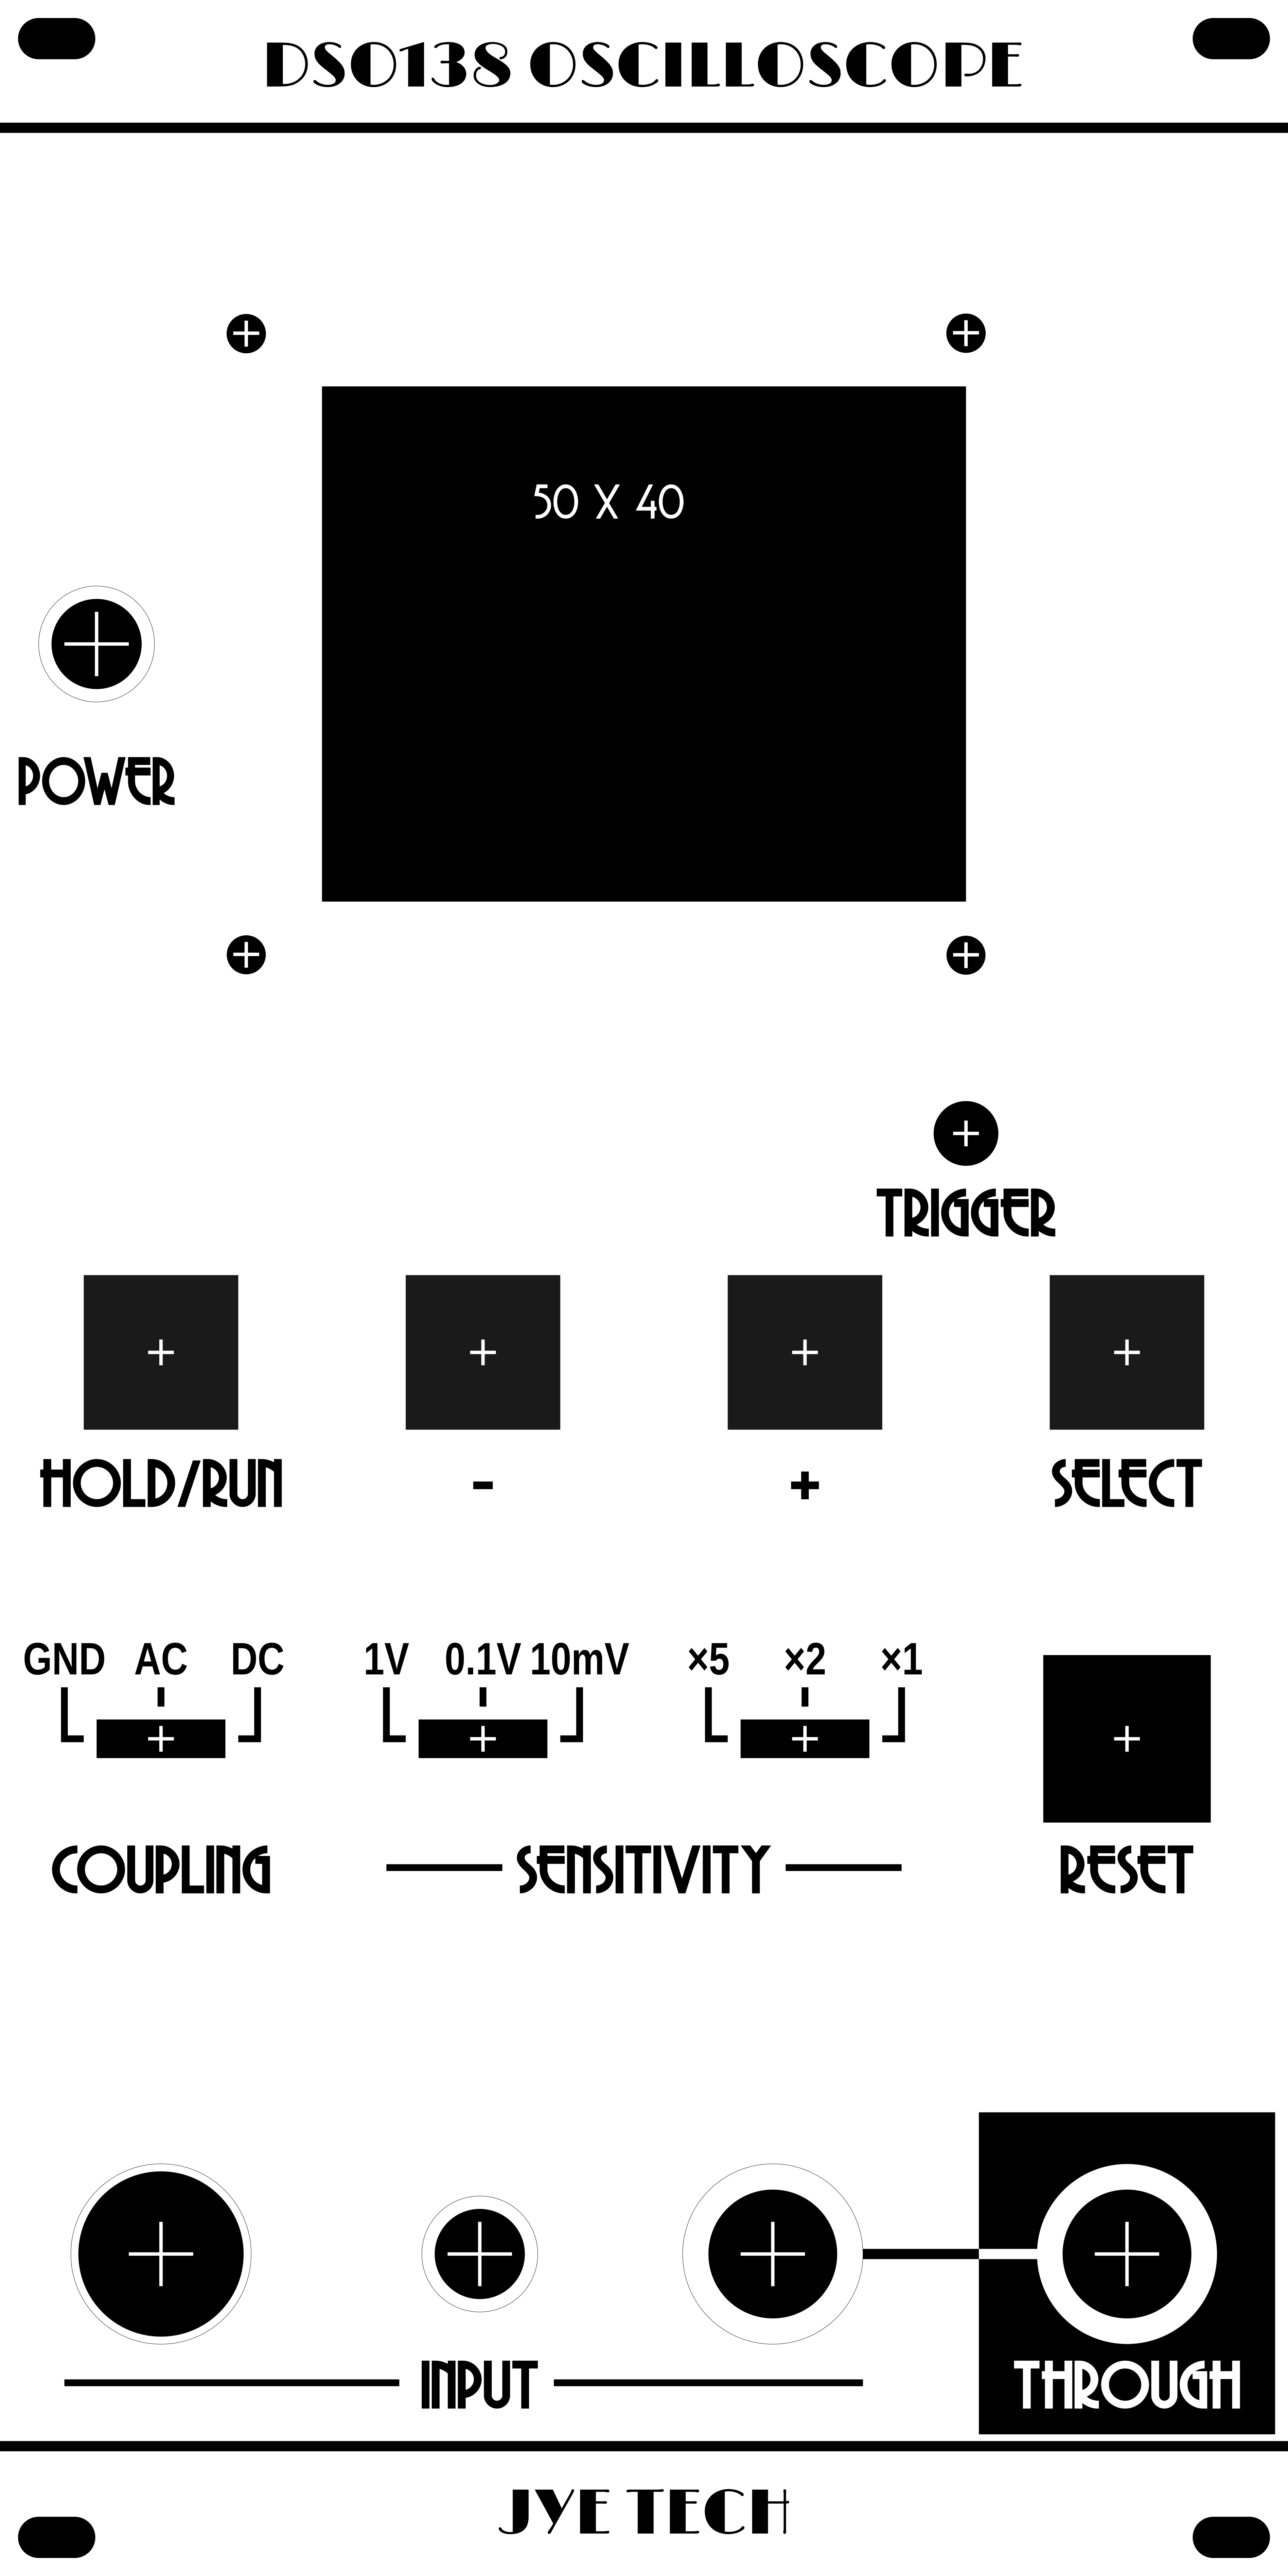 DSO138 OSCILLOSCOPE
50 X 40
POWER
TRIGGER
HOLD/RUN - + SELECT
GND AC DC 1V 0.1V 10mV ×5 ×2 ×1
COUPLING SENSITIVITY RESET
INPUT THROUGH
JYE TECH